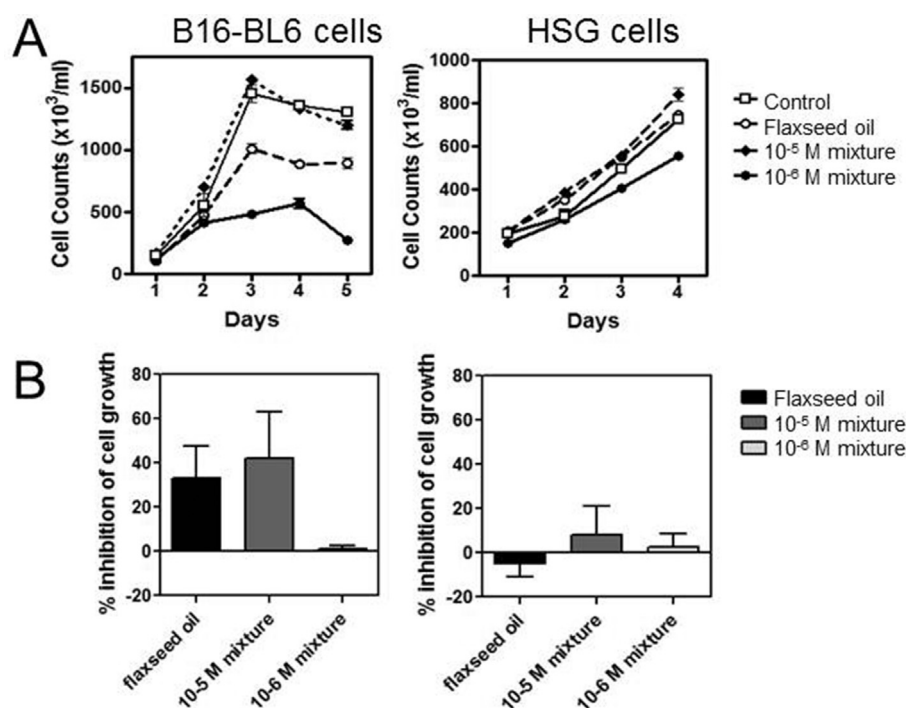 A
B16-BL6 cells
HSG cells
Cell Counts (x10³/ml)
1500
1000
500
0
1 2 3 4 5
Days
Cell Counts (x10³/ml)
1000
800
600
400
200
0
1 2 3 4
Days
Control
Flaxseed oil
10⁻⁵ M mixture
10⁻⁶ M mixture
B
% inhibition of cell growth
80
60
40
20
0
-20
flaxseed oil
10-5 M mixture
10-6 M mixture
% inhibition of cell growth
80
60
40
20
0
-20
flaxseed oil
10-5 M mixture
10-6 M mixture
Flaxseed oil
10⁻⁵ M mixture
10⁻⁶ M mixture